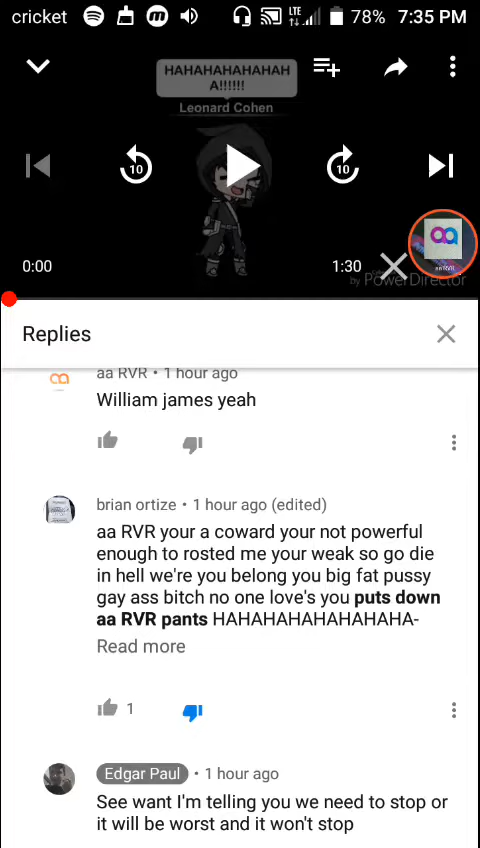 cricket LTE 78% 7:35 PM
HAHAHAHAHAHAH
A!!!!!!
Leonard Cohen
10 10
aa RVR
0:00 1:30
by PowerDirector
Replies
aa RVR • 1 hour ago
William james yeah
brian ortize • 1 hour ago (edited)
aa RVR your a coward your not powerful
enough to rosted me your weak so go die
in hell we're you belong you big fat pussy
gay ass bitch no one love's you puts down
aa RVR pants HAHAHAHAHAHAHAHA-
Read more
1
Edgar Paul • 1 hour ago
See want I'm telling you we need to stop or
it will be worst and it won't stop